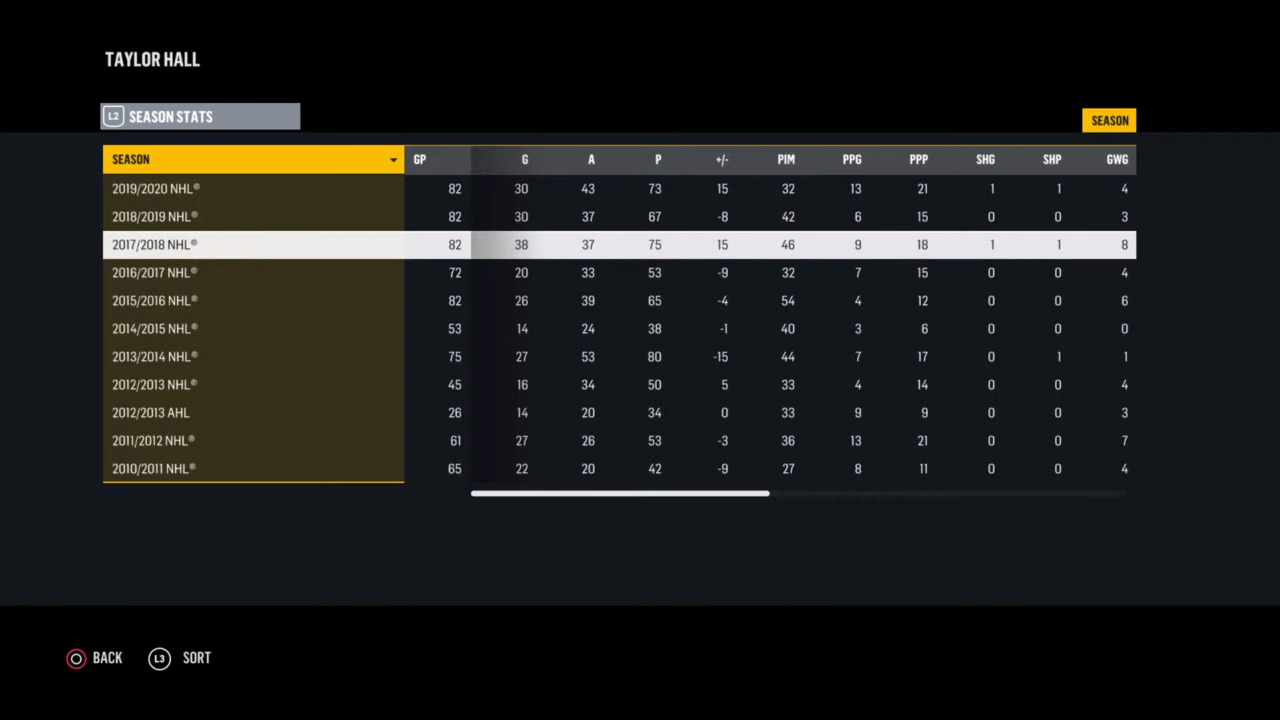 TAYLOR HALL
L2 SEASON STATS
SEASON
SEASON GP G A P +/- PIM PPG PPP SHG SHP GWG
2019/2020 NHL® 82 30 43 73 15 32 13 21 1 1 4
2018/2019 NHL® 82 30 37 67 -8 42 6 15 0 0 3
2017/2018 NHL® 82 38 37 75 15 46 9 18 1 1 8
2016/2017 NHL® 72 20 33 53 -9 32 7 15 0 0 4
2015/2016 NHL® 82 26 39 65 -4 54 4 12 0 0 6
2014/2015 NHL® 53 14 24 38 -1 40 3 6 0 0 0
2013/2014 NHL® 75 27 53 80 -15 44 7 17 0 1 1
2012/2013 NHL® 45 16 34 50 5 33 4 14 0 0 4
2012/2013 AHL 26 14 20 34 0 33 9 9 0 0 3
2011/2012 NHL® 61 27 26 53 -3 36 13 21 0 0 7
2010/2011 NHL® 65 22 20 42 -9 27 8 11 0 0 4
BACK L3 SORT